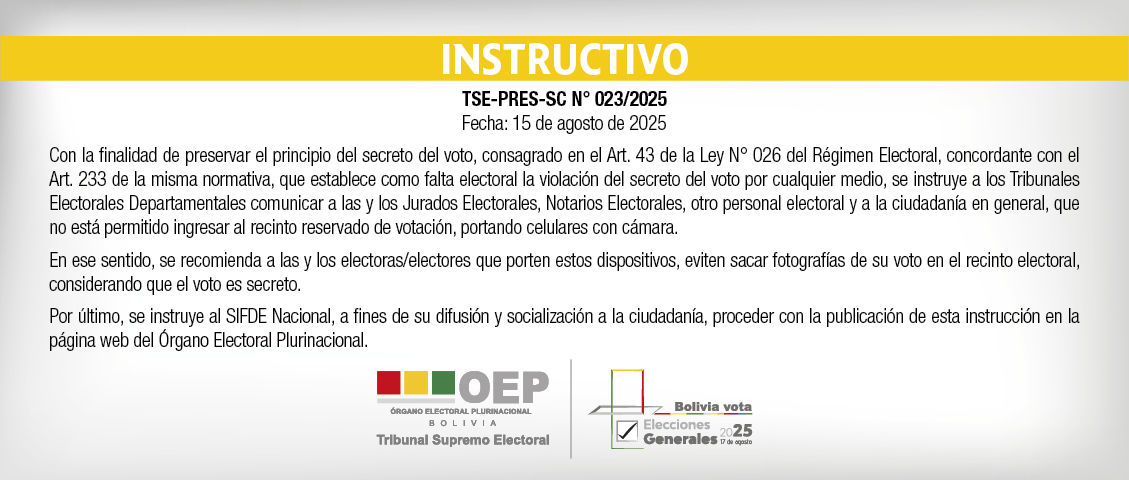 INSTRUCTIVO
TSE-PRES-SC N° 023/2025
Fecha: 15 de agosto de 2025
Con la finalidad de preservar el principio del secreto del voto, consagrado en el Art. 43 de la Ley N° 026 del Régimen Electoral, concordante con el
Art. 233 de la misma normativa, que establece como falta electoral la violación del secreto del voto por cualquier medio, se instruye a los Tribunales
Electorales Departamentales comunicar a las y los Jurados Electorales, Notarios Electorales, otro personal electoral y a la ciudadanía en general, que
no está permitido ingresar al recinto reservado de votación, portando celulares con cámara.
En ese sentido, se recomienda a las y los electoras/electores que porten estos dispositivos, eviten sacar fotografías de su voto en el recinto electoral,
considerando que el voto es secreto.
Por último, se instruye al SIFDE Nacional, a fines de su difusión y socialización a la ciudadanía, proceder con la publicación de esta instrucción en la
página web del Órgano Electoral Plurinacional.
OEP
ÓRGANO ELECTORAL PLURINACIONAL
BOLIVIA
Tribunal Supremo Electoral
Bolivia vota
Elecciones
Generales 2025
17 de agosto